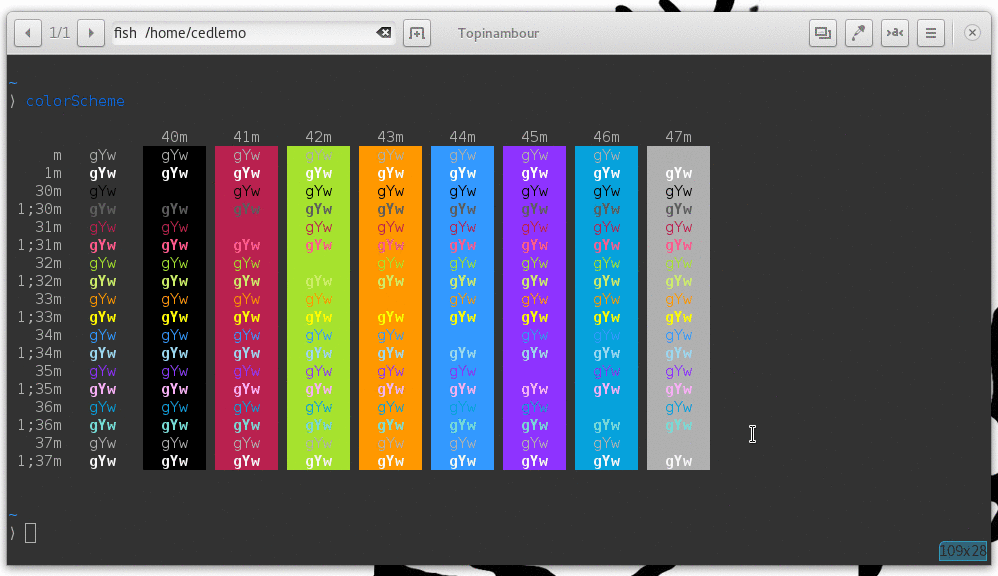 1/1 fish /home/cedlemo Topinambour >a<
~
) colorScheme
40m 41m 42m 43m 44m 45m 46m 47m
m gYw gYw gYw gYw gYw gYw gYw gYw
1m gYw gYw gYw gYw gYw gYw gYw gYw gYw
30m gYw gYw gYw gYw gYw gYw gYw gYw
1;30m gYw gYw gYw gYw gYw gYw gYw gYw gYw
31m gYw gYw gYw gYw gYw gYw gYw gYw
1;31m gYw gYw gYw gYw gYw gYw gYw gYw gYw
32m gYw gYw gYw gYw gYw gYw gYw gYw
1;32m gYw gYw gYw gYw gYw gYw gYw gYw gYw
33m gYw gYw gYw gYw gYw gYw gYw gYw
1;33m gYw gYw gYw gYw gYw gYw gYw gYw gYw
34m gYw gYw gYw gYw gYw gYw gYw gYw
1;34m gYw gYw gYw gYw gYw gYw gYw gYw gYw
35m gYw gYw gYw gYw gYw gYw gYw gYw
1;35m gYw gYw gYw gYw gYw gYw gYw gYw gYw
36m gYw gYw gYw gYw gYw gYw gYw gYw
1;36m gYw gYw gYw gYw gYw gYw gYw gYw gYw
37m gYw gYw gYw gYw gYw gYw gYw gYw
1;37m gYw gYw gYw gYw gYw gYw gYw gYw gYw
~
)
109x28